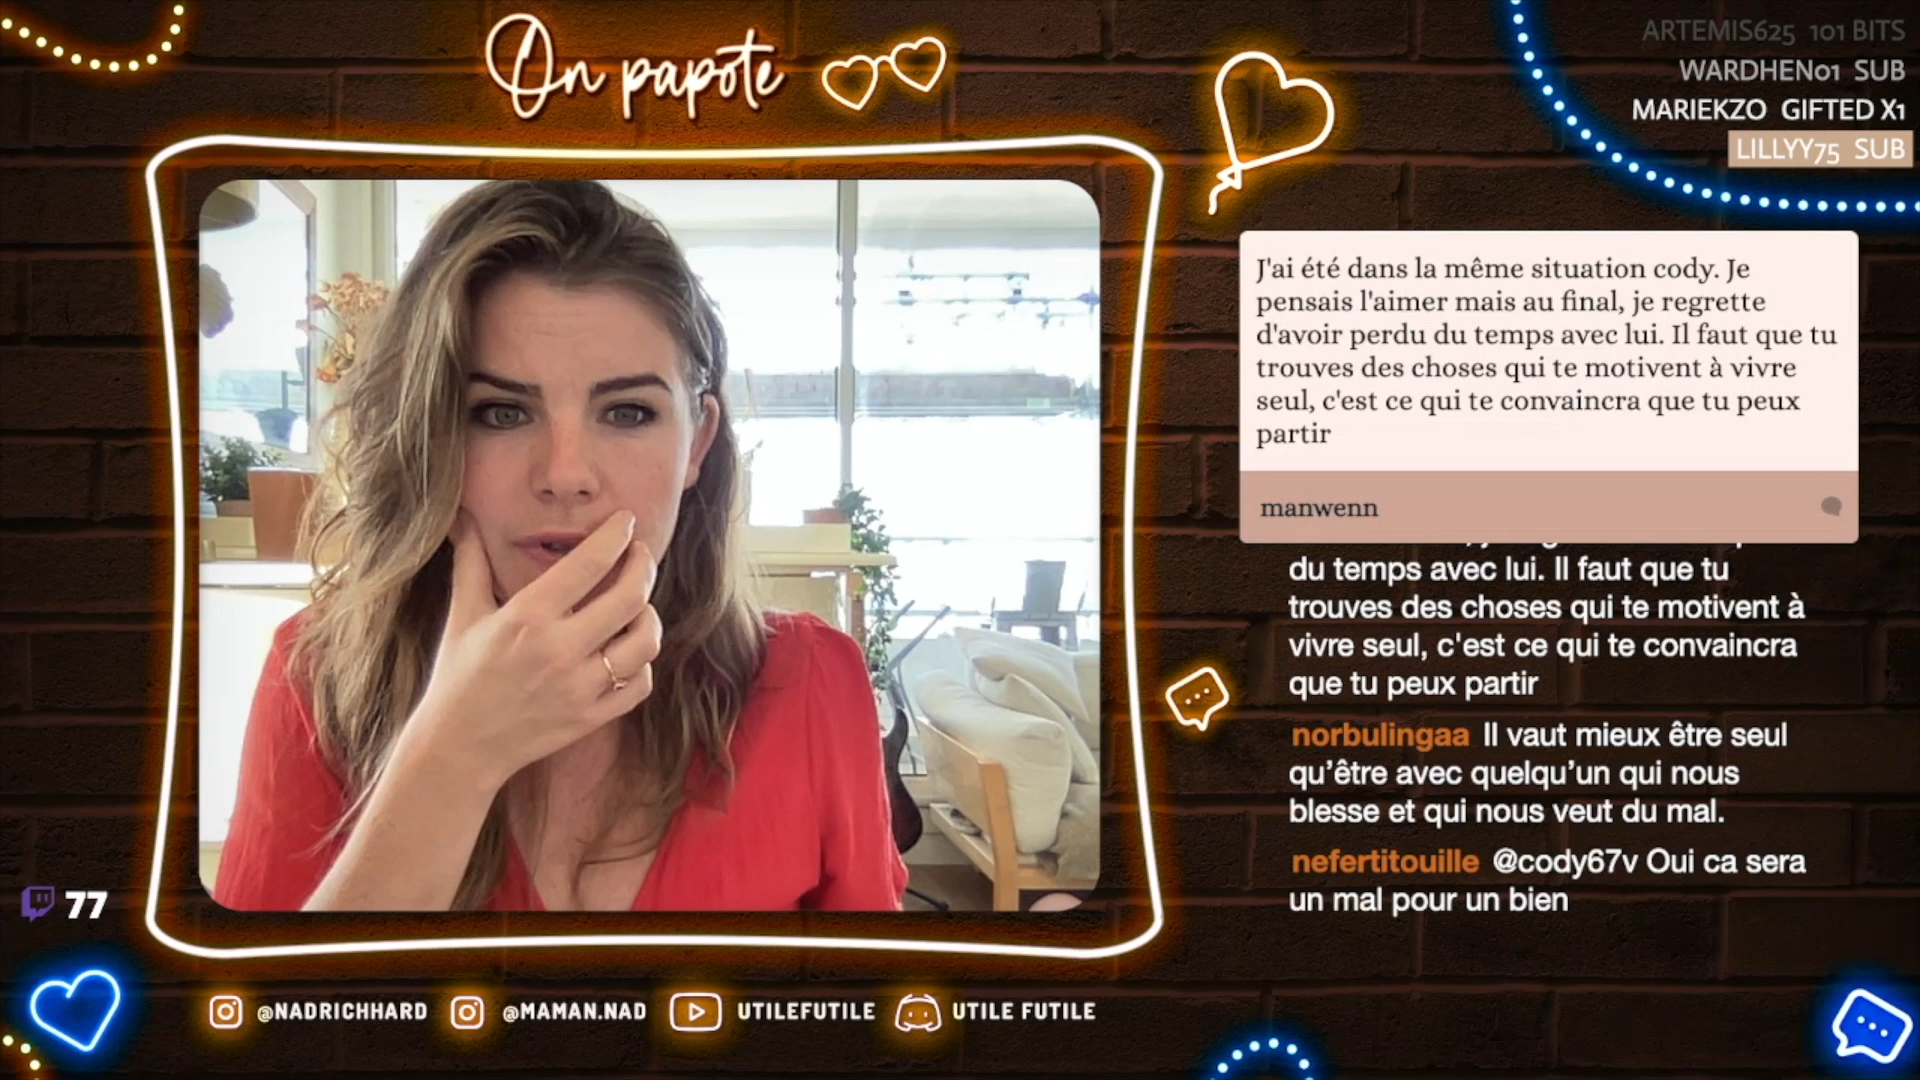 On papote
ARTEMIS625 101 BITS
WARDHEN01 SUB
MARIEKZO GIFTED X1
LILLYY75 SUB
J'ai été dans la même situation cody. Je
pensais l'aimer mais au final, je regrette
d'avoir perdu du temps avec lui. Il faut que tu
trouves des choses qui te motivent à vivre
seul, c'est ce qui te convaincra que tu peux
partir
manwenn
du temps avec lui. Il faut que tu
trouves des choses qui te motivent à
vivre seul, c'est ce qui te convaincra
que tu peux partir
norbulingaa Il vaut mieux être seul
qu’être avec quelqu’un qui nous
blesse et qui nous veut du mal.
nefertitouille @cody67v Oui ca sera
un mal pour un bien
77
@NADRICHHARD @MAMAN.NAD UTILEFUTILE UTILE FUTILE